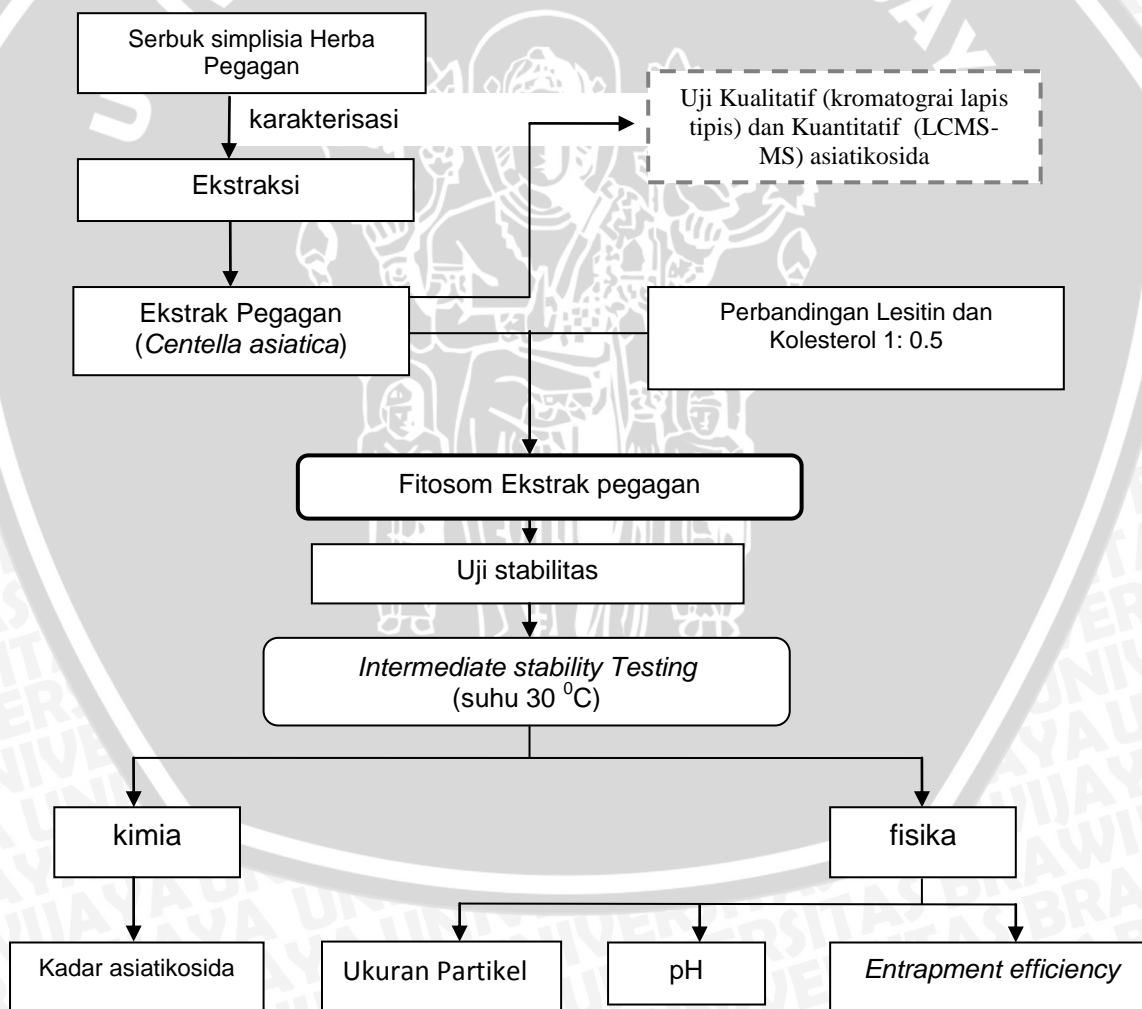 Serbuk simplisia Herba
Pegagan
karakterisasi
Uji Kualitatif (kromatograi lapis
tipis) dan Kuantitatif (LCMS-
MS) asiatikosida
Ekstraksi
Ekstrak Pegagan
(Centella asiatica)
Perbandingan Lesitin dan
Kolesterol 1: 0.5
Fitosom Ekstrak pegagan
Uji stabilitas
Intermediate stability Testing
(suhu 30 ⁰C)
kimia
fisika
Kadar asiatikosida
Ukuran Partikel
pH
Entrapment efficiency